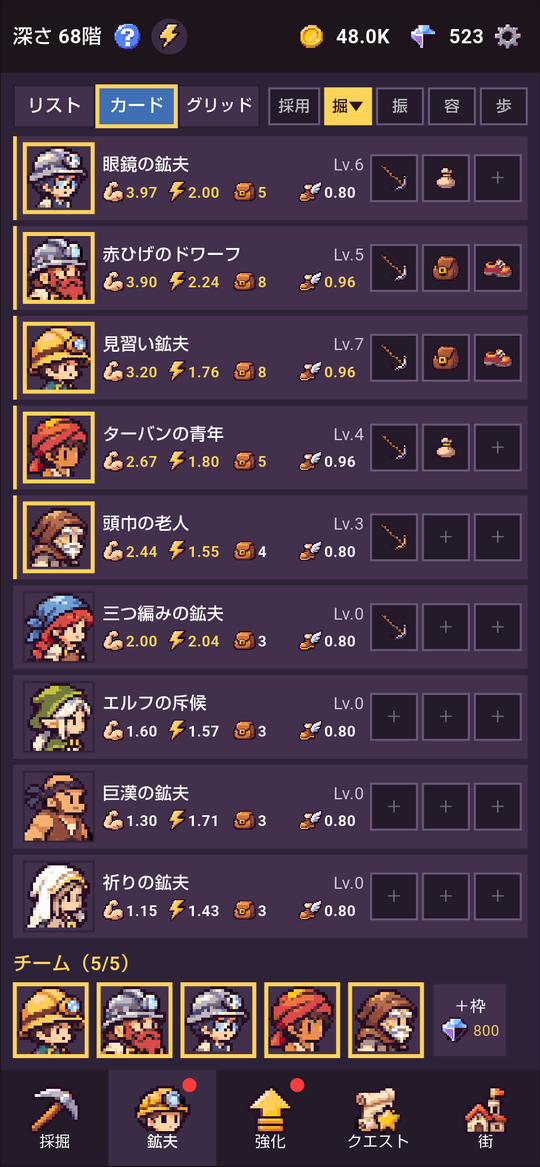 深さ 68階 ? 48.0K 523
リスト カード グリッド 採用 掘▼ 振 容 歩
眼鏡の鉱夫 Lv.6
3.97 2.00 5 0.80 +
赤ひげのドワーフ Lv.5
3.90 2.24 8 0.96
見習い鉱夫 Lv.7
3.20 1.76 8 0.96
ターバンの青年 Lv.4
2.67 1.80 5 0.96 +
頭巾の老人 Lv.3
2.44 1.55 4 0.80 + +
三つ編みの鉱夫 Lv.0
2.00 2.04 3 0.80 + +
エルフの斥候 Lv.0
1.60 1.57 3 0.80 + + +
巨漢の鉱夫 Lv.0
1.30 1.71 3 0.80 + + +
祈りの鉱夫 Lv.0
1.15 1.43 3 0.80 + + +
チーム（5/5）
＋枠
800
採掘 鉱夫 強化 クエスト 街